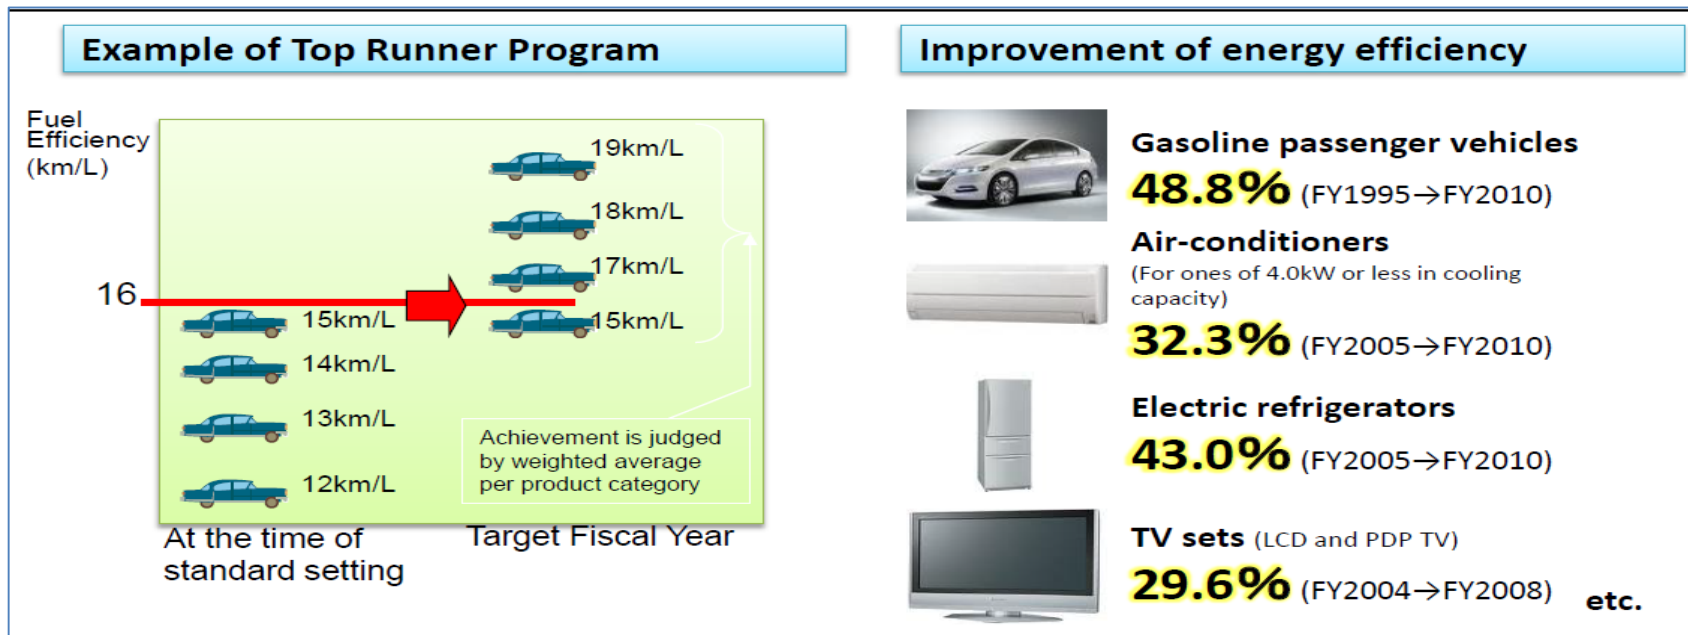 Example of Top Runner Program
Fuel
Efficiency
(km/L)
19km/L
18km/L
17km/L
16
15km/L
15km/L
14km/L
13km/L
12km/L
Achievement is judged
by weighted average
per product category
At the time of
standard setting
Target Fiscal Year
Improvement of energy efficiency
Gasoline passenger vehicles
48.8% (FY1995→FY2010)
Air-conditioners
(For ones of 4.0kW or less in cooling
capacity)
32.3% (FY2005→FY2010)
Electric refrigerators
43.0% (FY2005→FY2010)
TV sets (LCD and PDP TV)
29.6% (FY2004→FY2008)
etc.